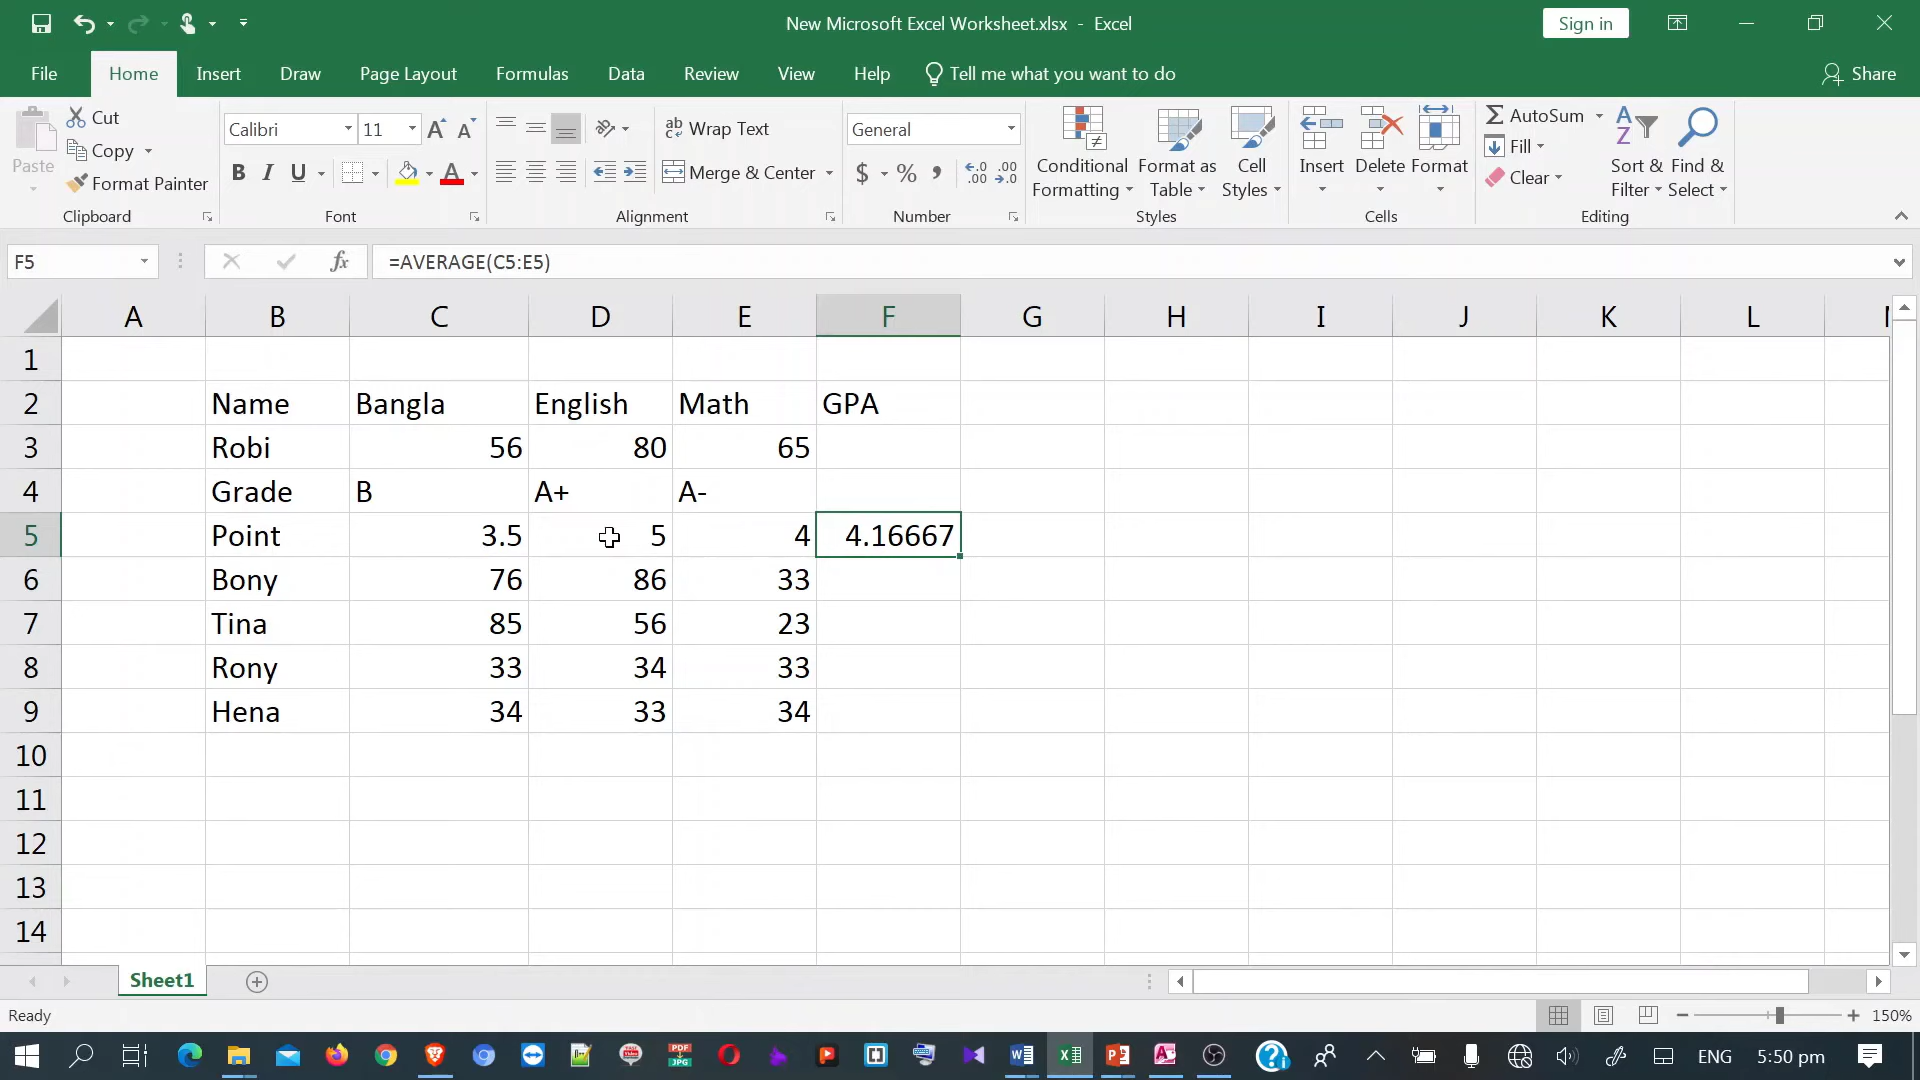 New Microsoft Excel Worksheet.xlsx - Excel
Sign in
File Home Insert Draw Page Layout Formulas Data Review View Help Tell me what you want to do Share
Paste
Cut
Copy
Format Painter
Clipboard
Calibri 11
B I U
Font
Wrap Text
Merge & Center
Alignment
General
$ % , .00
Number
Conditional Formatting
Format as Table
Cell Styles
Styles
Insert
Delete
Format
Cells
AutoSum
Fill
Clear
Sort & Filter
Find & Select
Editing
F5 fx =AVERAGE(C5:E5)
A B C D E F G H I J K L
1
2 Name Bangla English Math GPA
3 Robi 56 80 65
4 Grade B A+ A-
5 Point 3.5 5 4 4.16667
6 Bony 76 86 33
7 Tina 85 56 23
8 Rony 33 34 33
9 Hena 34 33 34
10
11
12
13
14
Sheet1
Ready 150%
ENG 5:50 pm